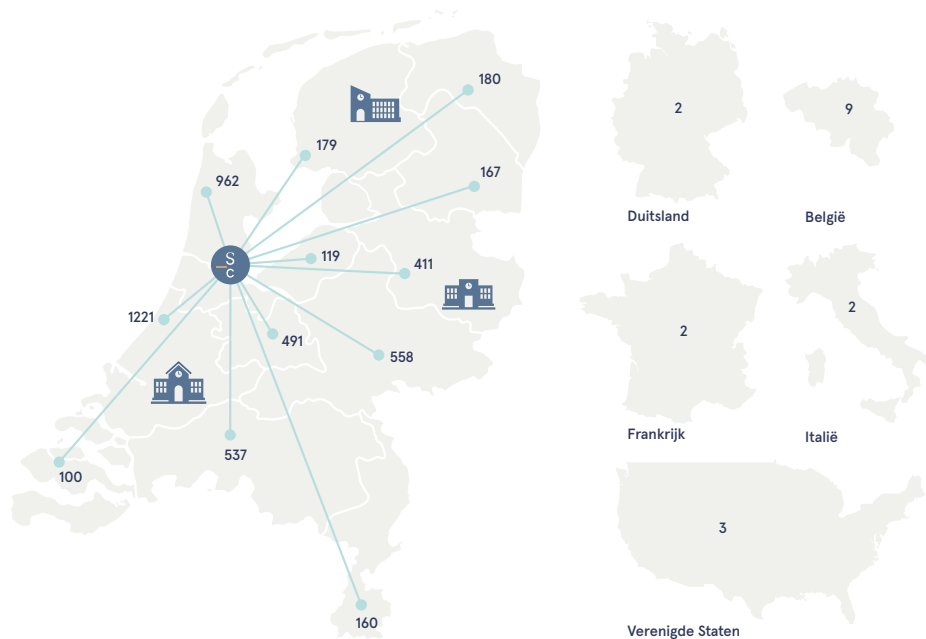 180
179
167
962
S
C
119
411
1221
491
558
537
100
160
2
Duitsland
9
België
2
Frankrijk
2
Italië
3
Verenigde Staten